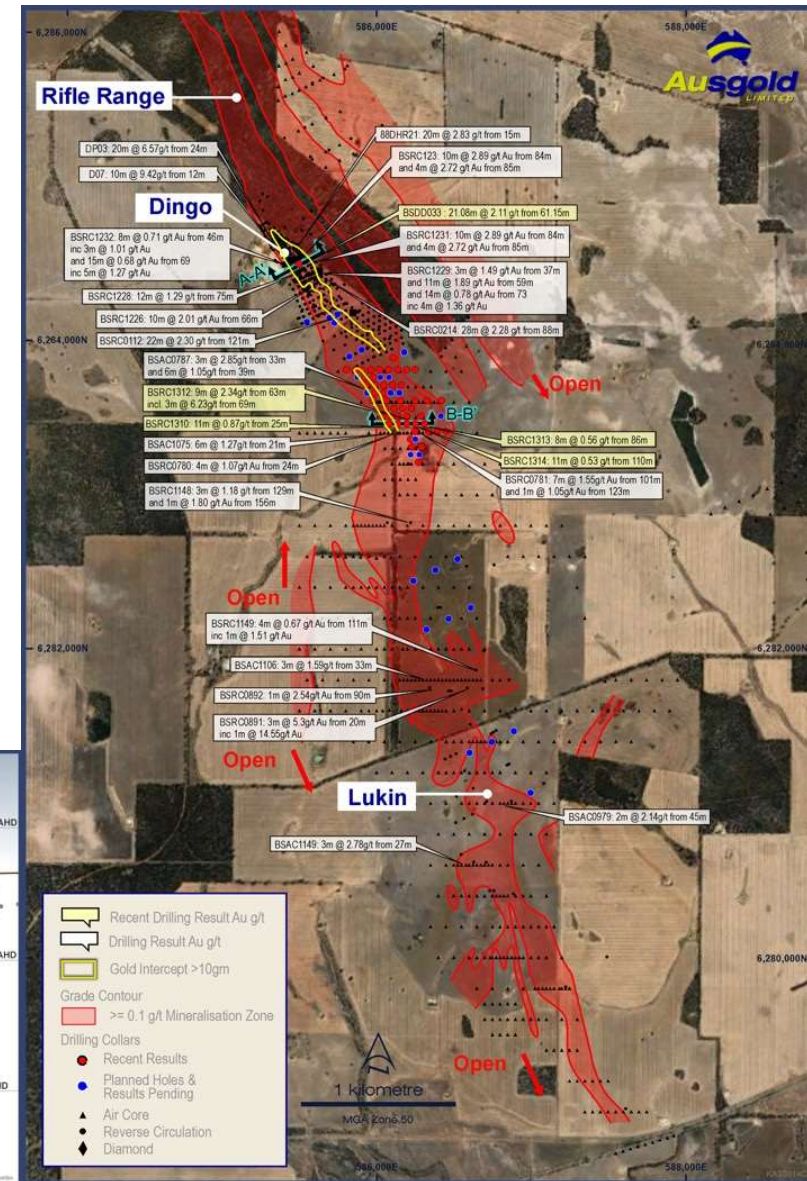 586,000E
588,000E
6,286,000N
Ausgold
LIMITED
Rifle Range
88DHR21: 20m @ 2.83 g/t from 15m
DP03: 20m @ 6.57g/t from 24m
BSRC123: 10m @ 2.89 g/t Au from 84m
and 4m @ 2.72 g/t Au from 85m
D07: 10m @ 9.42g/t from 12m
Dingo
BSDD033 : 21.08m @ 2.11 g/t from 61.15m
BSRC1232: 8m @ 0.71 g/t Au from 46m
inc 3m @ 1.01 g/t Au
and 15m @ 0.68 g/t Au from 69
inc 5m @ 1.27 g/t Au
BSRC1231: 10m @ 2.89 g/t Au from 84m
and 4m @ 2.72 g/t Au from 85m
A-A'
BSRC1229: 3m @ 1.49 g/t Au from 37m
and 11m @ 1.89 g/t Au from 59m
and 14m @ 0.78 g/t Au from 73
inc 4m @ 1.36 g/t Au
BSRC1228: 12m @ 1.29 g/t from 75m
BSRC1226: 10m @ 2.01 g/t Au from 66m
BSRC0214: 28m @ 2.28 g/t from 88m
BSRC0112: 22m @ 2.30 g/t from 121m
6,264,000N
BSAC0787: 3m @ 2.85g/t from 33m
and 6m @ 1.05g/t from 39m
Open
BSRC1312: 9m @ 2.34g/t from 63m
incl. 3m @ 6.23g/t from 69m
B-B'
BSRC1310: 11m @ 0.87g/t from 25m
BSRC1313: 8m @ 0.56 g/t from 86m
BSAC1075: 6m @ 1.27g/t from 21m
BSRC1314: 11m @ 0.53 g/t from 110m
BSRC0780: 4m @ 1.07g/t Au from 24m
BSRC0781: 7m @ 1.55g/t Au from 101m
and 1m @ 1.05g/t Au from 123m
BSRC1148: 3m @ 1.18 g/t from 129m
and 1m @ 1.80 g/t Au from 156m
Open
BSRC1149: 4m @ 0.67 g/t Au from 111m
inc 1m @ 1.51 g/t Au
6,282,000N
BSAC1106: 3m @ 1.59g/t from 33m
BSRC0892: 1m @ 2.54g/t Au from 90m
BSRC0891: 3m @ 5.3g/t Au from 20m
inc 1m @ 14.55g/t Au
Open
Lukin
BSAC0979: 2m @ 2.14g/t from 45m
BSAC1149: 3m @ 2.78g/t from 27m
Recent Drilling Result Au g/t
Drilling Result Au g/t
Gold Intercept >10gm
Grade Contour
>= 0.1 g/t Mineralisation Zone
Drilling Collars
Recent Results
Planned Holes &
Results Pending
Air Core
Reverse Circulation
Diamond
6,280,000N
1 kilometre
MGA Zone 50
Open
586,000E
588,000E
AHD
AHD